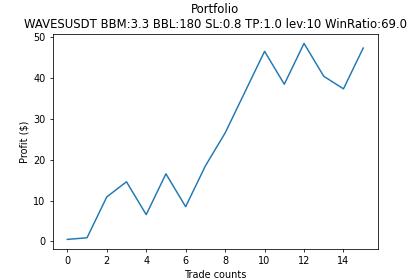 Portfolio
WAVESUSDT BBM:3.3 BBL:180 SL:0.8 TP:1.0 lev:10 WinRatio:69.0
50
40
30
20
10
0
Profit ($)
0 2 4 6 8 10 12 14
Trade counts